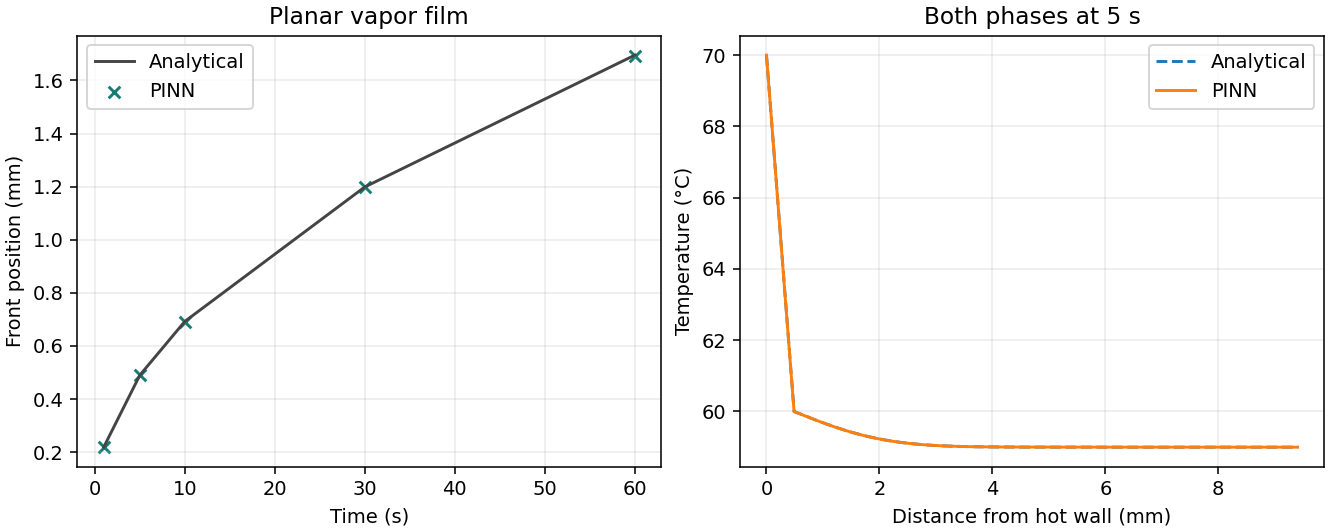 Planar vapor film
Analytical
PINN
Front position (mm)
1.6
1.4
1.2
1.0
0.8
0.6
0.4
0.2
0 10 20 30 40 50 60
Time (s)
Both phases at 5 s
Analytical
PINN
Temperature (°C)
70
68
66
64
62
60
0 2 4 6 8
Distance from hot wall (mm)